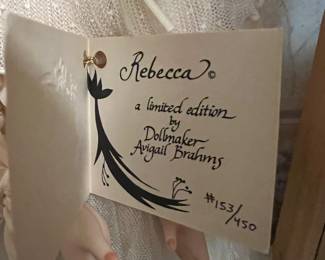 Rebecca ©
a limited edition
by
Dollmaker
Avigail Brahms
#153/450